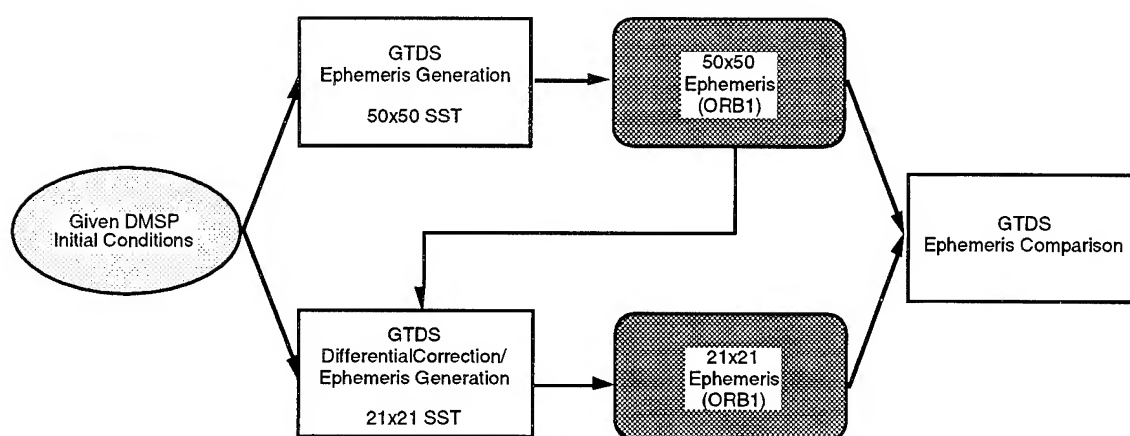 GTDS
Ephemeris Generation
50x50 SST
50x50
Ephemeris
(ORB1)
Given DMSP
Initial Conditions
GTDS
Ephemeris Comparison
GTDS
DifferentialCorrection/
Ephemeris Generation
21x21 SST
21x21
Ephemeris
(ORB1)